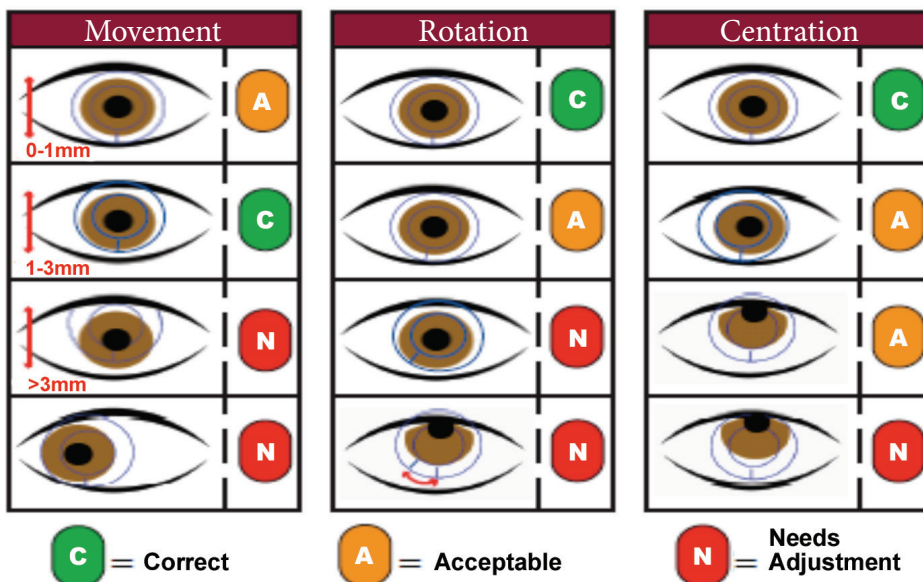 Movement Rotation Centration
A C C
0-1mm
C A A
1-3mm
N N A
>3mm
N N N
C = Correct A = Acceptable N = Needs
Adjustment